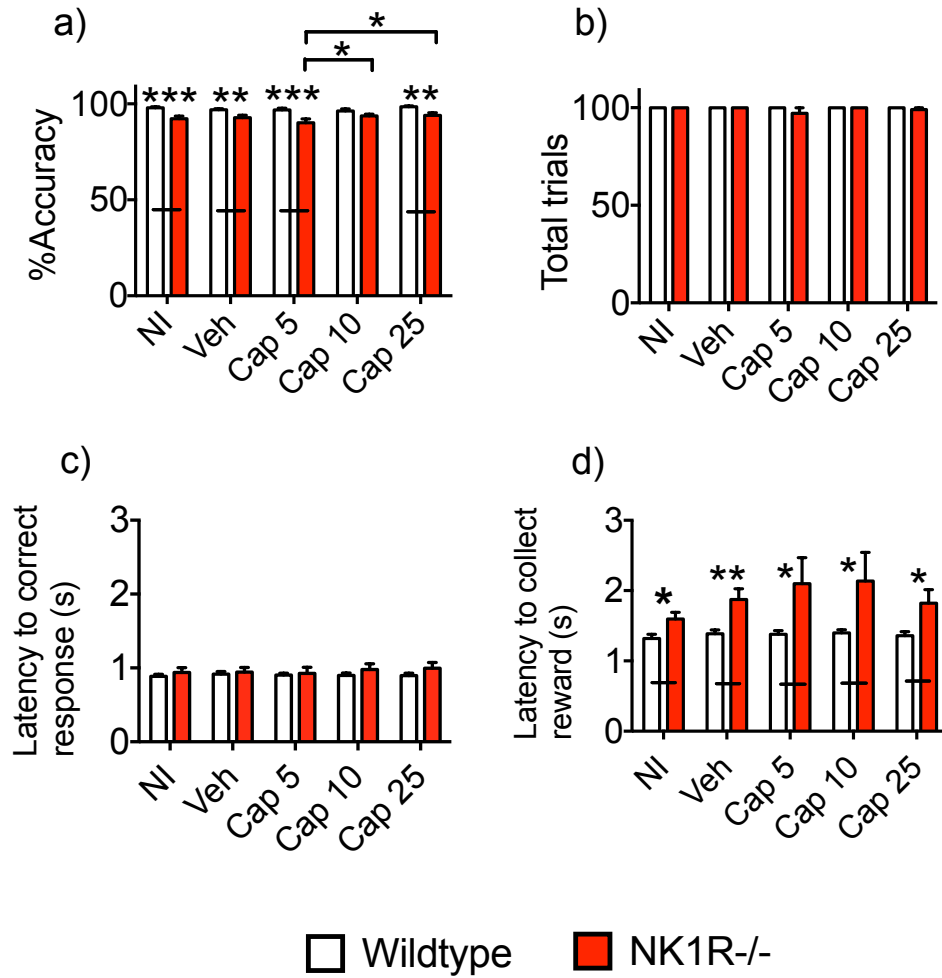 a)
*
*
*** ** *** **
%Accuracy
100
50
0
NI Veh Cap 5 Cap 10 Cap 25
b)
Total trials
100
50
0
NI Veh Cap 5 Cap 10 Cap 25
c)
Latency to correct
response (s)
3
2
1
0
NI Veh Cap 5 Cap 10 Cap 25
d)
Latency to collect
reward (s)
3
2
1
0
* ** * * *
NI Veh Cap 5 Cap 10 Cap 25
Wildtype NK1R-/-